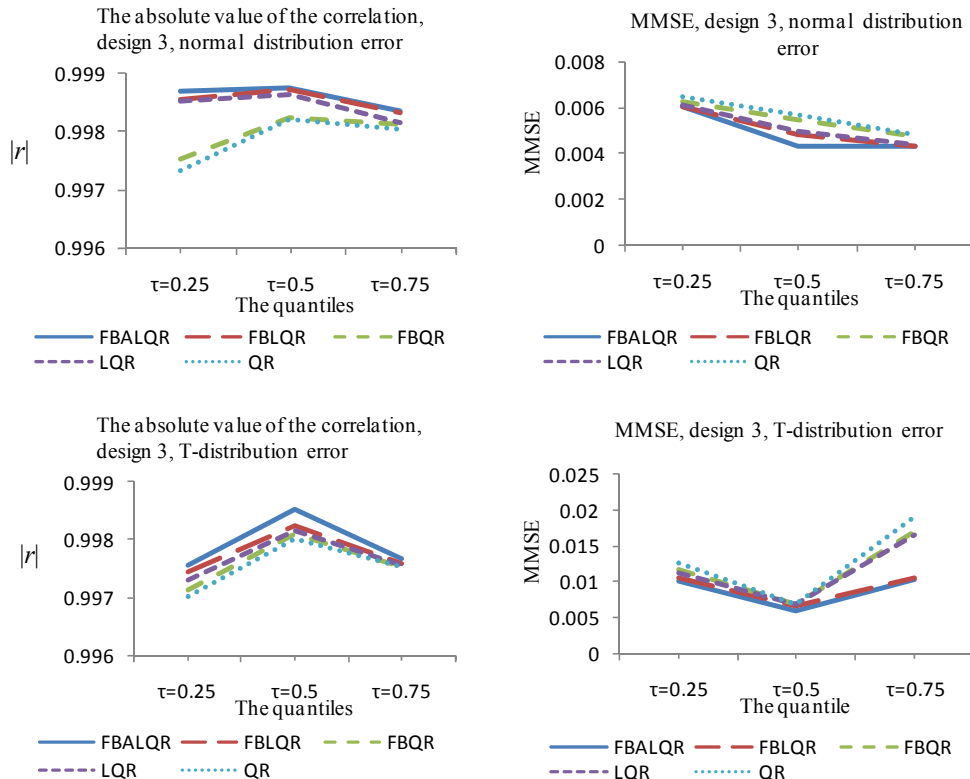 The absolute value of the correlation,
design 3, normal distribution error
0.999
0.998
0.997
0.996
|r|
τ=0.25 τ=0.5 τ=0.75
The quantiles
FBALQR FBLQR FBQR
LQR QR
MMSE, design 3, normal distribution
error
0.008
0.006
0.004
0.002
0
MMSE
τ=0.25 τ=0.5 τ=0.75
The quantiles
FBALQR FBLQR FBQR
LQR QR
The absolute value of the correlation,
design 3, T-distribution error
0.999
0.998
0.997
0.996
|r|
τ=0.25 τ=0.5 τ=0.75
The quantiles
FBALQR FBLQR FBQR
LQR QR
MMSE, design 3, T-distribution error
0.025
0.02
0.015
0.01
0.005
0
MMSE
τ=0.25 τ=0.5 τ=0.75
The quantile
FBALQR FBLQR FBQR
LQR QR